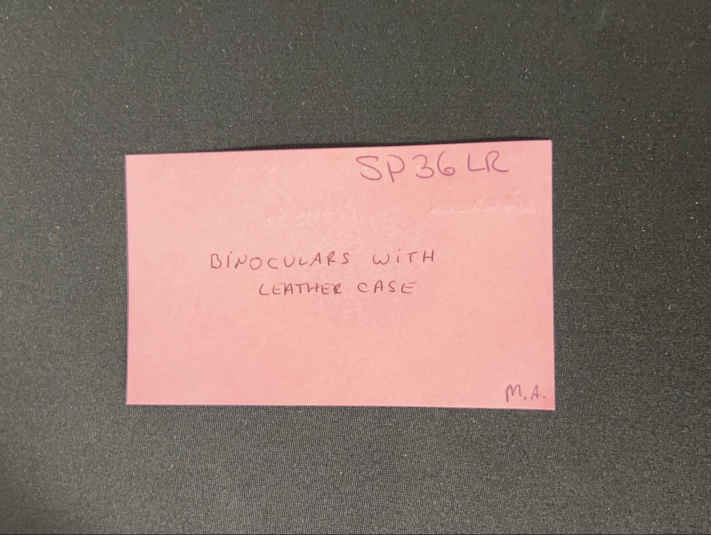 SP36LR
BiNOCULARS WiTH
LEATHER CASE
M.A.